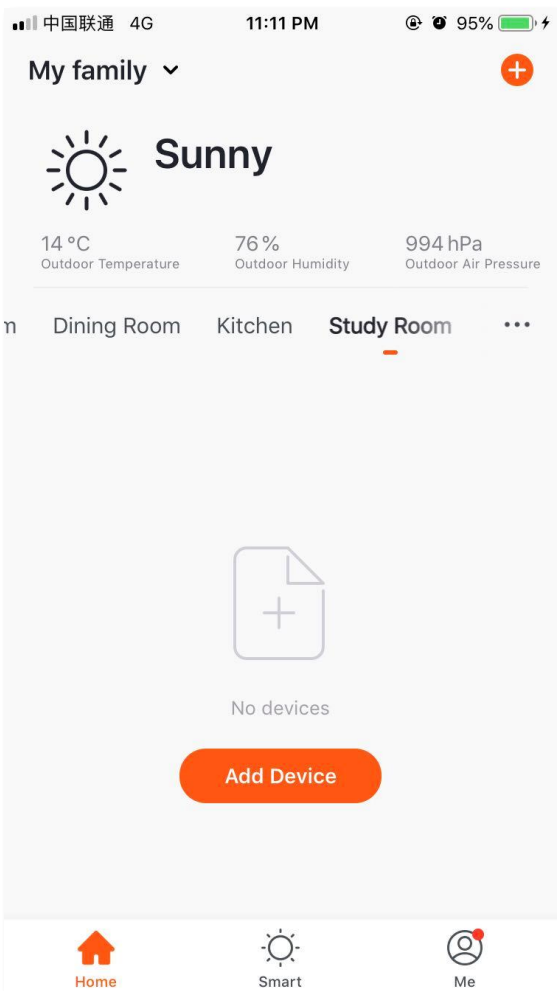 中国联通 4G 11:11 PM 95%
My family
Sunny
14 °C 76 % 994 hPa
Outdoor Temperature Outdoor Humidity Outdoor Air Pressure
m Dining Room Kitchen Study Room ...
No devices
Add Device
Home Smart Me